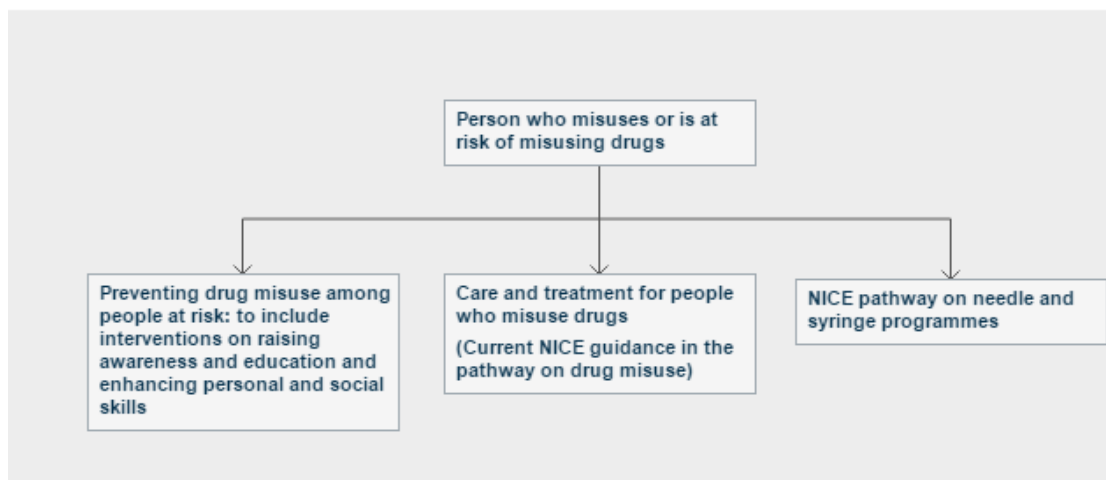 Person who misuses or is at
risk of misusing drugs
Preventing drug misuse among
people at risk: to include
interventions on raising
awareness and education and
enhancing personal and social
skills
Care and treatment for people
who misuse drugs
(Current NICE guidance in the
pathway on drug misuse)
NICE pathway on needle and
syringe programmes